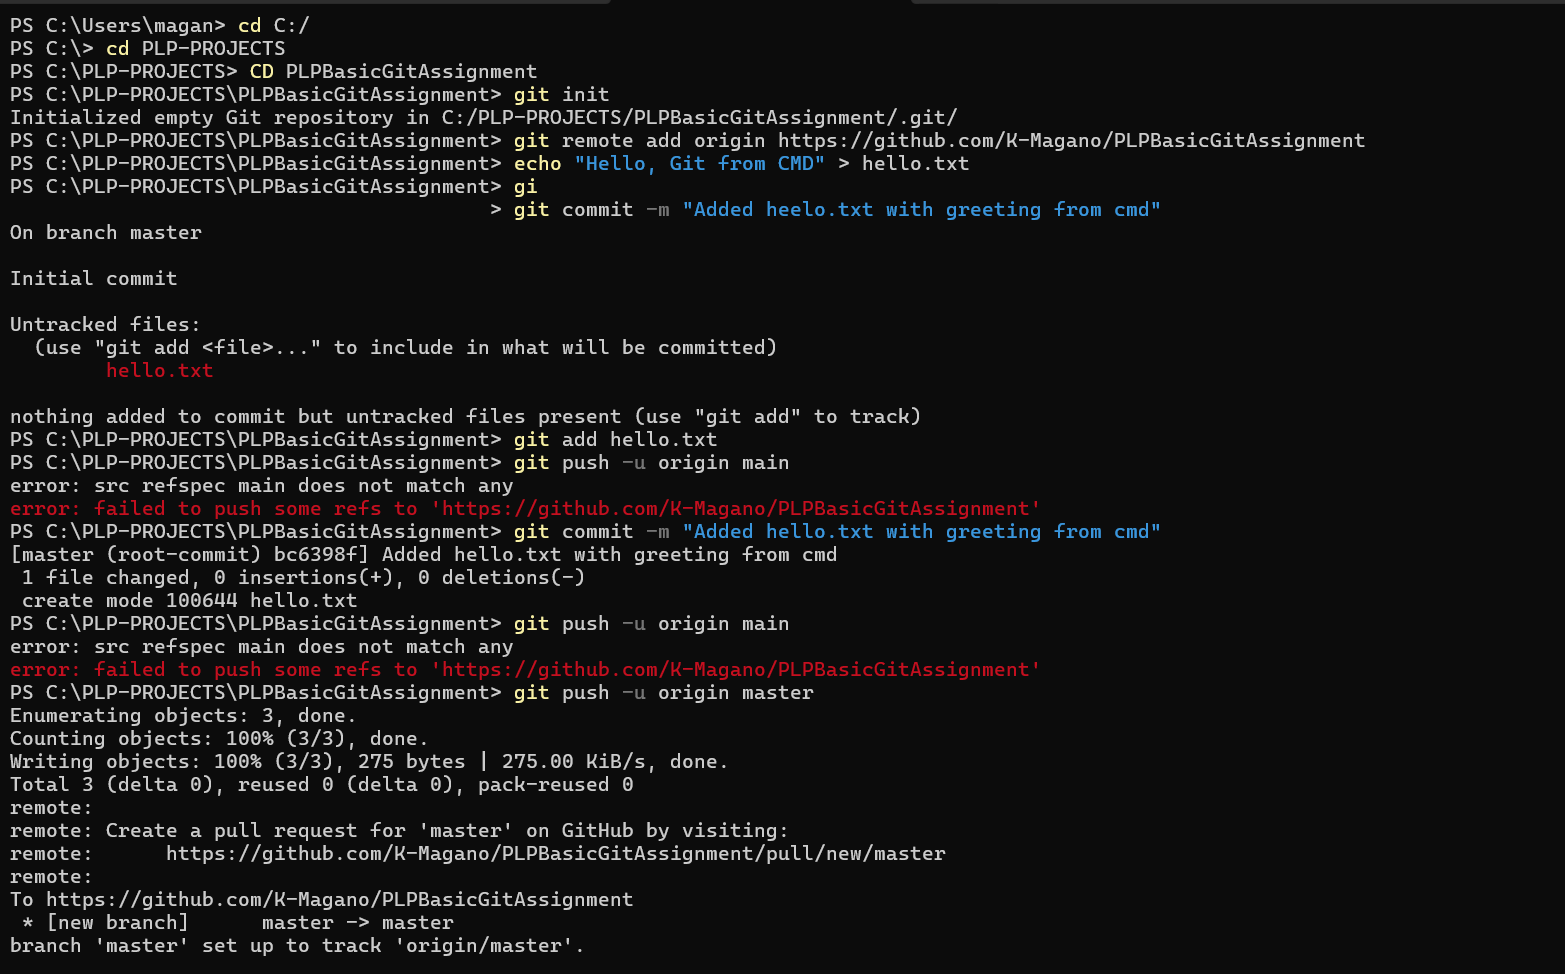 PS C:\Users\magan> cd C:/
PS C:\> cd PLP-PROJECTS
PS C:\PLP-PROJECTS> CD PLPBasicGitAssignment
PS C:\PLP-PROJECTS\PLPBasicGitAssignment> git init
Initialized empty Git repository in C:/PLP-PROJECTS/PLPBasicGitAssignment/.git/
PS C:\PLP-PROJECTS\PLPBasicGitAssignment> git remote add origin https://github.com/K-Magano/PLPBasicGitAssignment
PS C:\PLP-PROJECTS\PLPBasicGitAssignment> echo "Hello, Git from CMD" > hello.txt
PS C:\PLP-PROJECTS\PLPBasicGitAssignment> gi
> git commit -m "Added heelo.txt with greeting from cmd"
On branch master
Initial commit
Untracked files:
(use "git add <file>..." to include in what will be committed)
hello.txt
nothing added to commit but untracked files present (use "git add" to track)
PS C:\PLP-PROJECTS\PLPBasicGitAssignment> git add hello.txt
PS C:\PLP-PROJECTS\PLPBasicGitAssignment> git push -u origin main
error: src refspec main does not match any
error: failed to push some refs to 'https://github.com/K-Magano/PLPBasicGitAssignment'
PS C:\PLP-PROJECTS\PLPBasicGitAssignment> git commit -m "Added hello.txt with greeting from cmd"
[master (root-commit) bc6398f] Added hello.txt with greeting from cmd
1 file changed, 0 insertions(+), 0 deletions(-)
create mode 100644 hello.txt
PS C:\PLP-PROJECTS\PLPBasicGitAssignment> git push -u origin main
error: src refspec main does not match any
error: failed to push some refs to 'https://github.com/K-Magano/PLPBasicGitAssignment'
PS C:\PLP-PROJECTS\PLPBasicGitAssignment> git push -u origin master
Enumerating objects: 3, done.
Counting objects: 100% (3/3), done.
Writing objects: 100% (3/3), 275 bytes | 275.00 KiB/s, done.
Total 3 (delta 0), reused 0 (delta 0), pack-reused 0
remote:
remote: Create a pull request for 'master' on GitHub by visiting:
remote:      https://github.com/K-Magano/PLPBasicGitAssignment/pull/new/master
remote:
To https://github.com/K-Magano/PLPBasicGitAssignment
* [new branch]      master -> master
branch 'master' set up to track 'origin/master'.